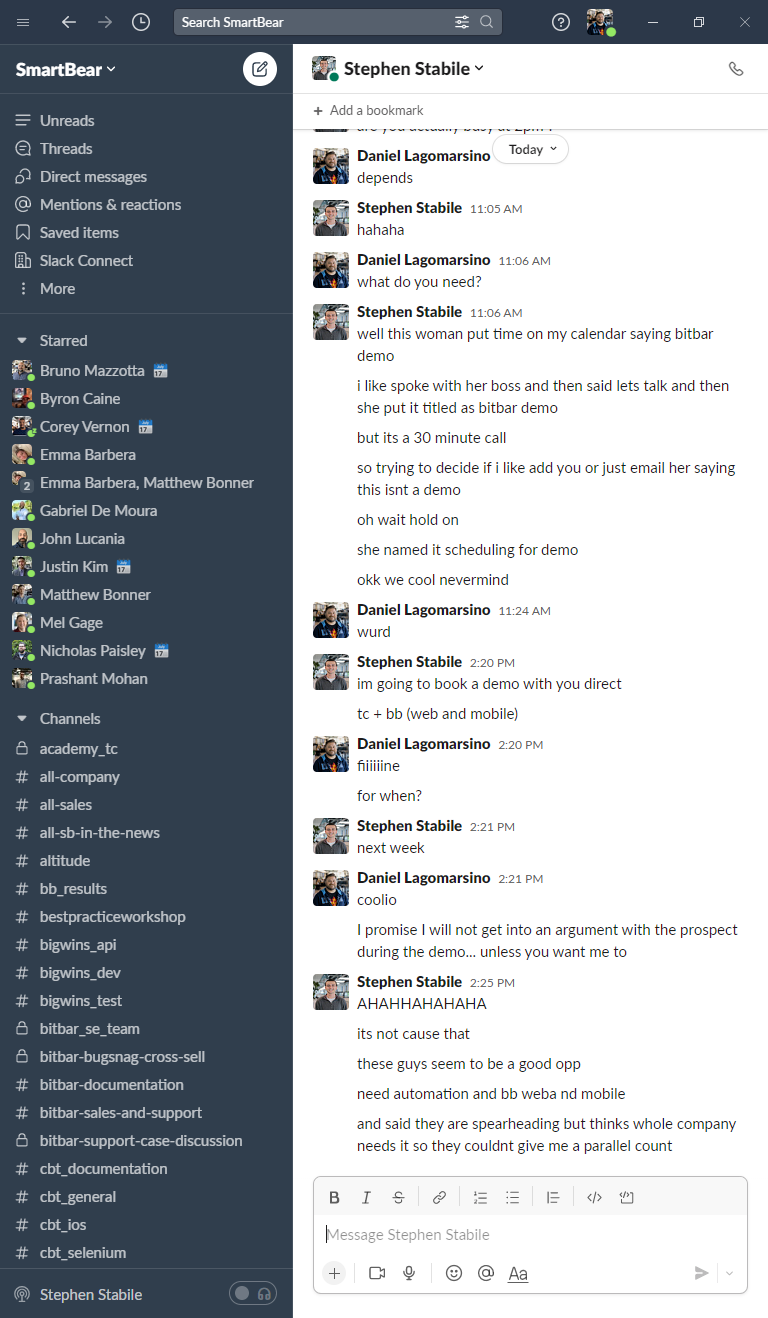 Search SmartBear
SmartBear
Unreads
Threads
Direct messages
Mentions & reactions
Saved items
Slack Connect
More
Starred
Bruno Mazzotta
Byron Caine
Corey Vernon
Emma Barbera
2 Emma Barbera, Matthew Bonner
Gabriel De Moura
John Lucania
Justin Kim
Matthew Bonner
Mel Gage
Nicholas Paisley
Prashant Mohan
Channels
academy_tc
all-company
all-sales
all-sb-in-the-news
altitude
bb_results
bestpracticeworkshop
bigwins_api
bigwins_dev
bigwins_test
bitbar_se_team
bitbar-bugsnag-cross-sell
bitbar-documentation
bitbar-sales-and-support
bitbar-support-case-discussion
cbt_documentation
cbt_general
cbt_ios
cbt_selenium
Stephen Stabile
Stephen Stabile
+ Add a bookmark
are you actually busy at 2pm ?
Today
Daniel Lagomarsino
depends
Stephen Stabile 11:05 AM
hahaha
Daniel Lagomarsino 11:06 AM
what do you need?
Stephen Stabile 11:06 AM
well this woman put time on my calendar saying bitbar
demo
i like spoke with her boss and then said lets talk and then
she put it titled as bitbar demo
but its a 30 minute call
so trying to decide if i like add you or just email her saying
this isnt a demo
oh wait hold on
she named it scheduling for demo
okk we cool nevermind
Daniel Lagomarsino 11:24 AM
wurd
Stephen Stabile 2:20 PM
im going to book a demo with you direct
tc + bb (web and mobile)
Daniel Lagomarsino 2:20 PM
fiiiiiine
for when?
Stephen Stabile 2:21 PM
next week
Daniel Lagomarsino 2:21 PM
coolio
I promise I will not get into an argument with the prospect
during the demo... unless you want me to
Stephen Stabile 2:25 PM
AHAHHAHAHAHA
its not cause that
these guys seem to be a good opp
need automation and bb weba nd mobile
and said they are spearheading but thinks whole company
needs it so they couldnt give me a parallel count
B I S
Message Stephen Stabile
Aa